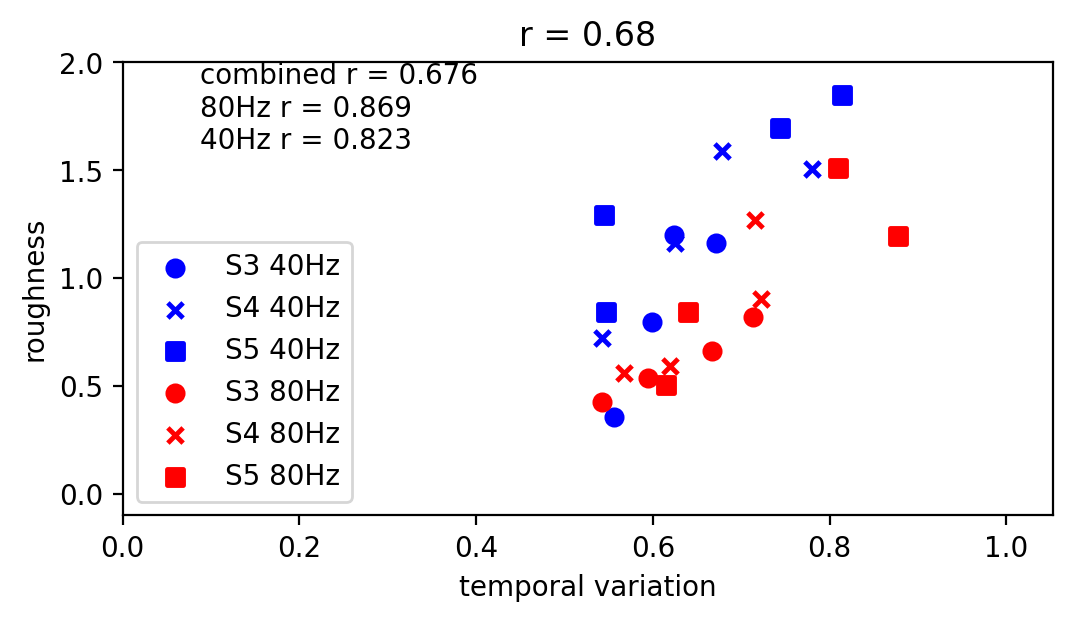 r = 0.68
combined r = 0.676
80Hz r = 0.869
40Hz r = 0.823
2.0
1.5
1.0
0.5
0.0
roughness
S3 40Hz
S4 40Hz
S5 40Hz
S3 80Hz
S4 80Hz
S5 80Hz
0.0 0.2 0.4 0.6 0.8 1.0
temporal variation